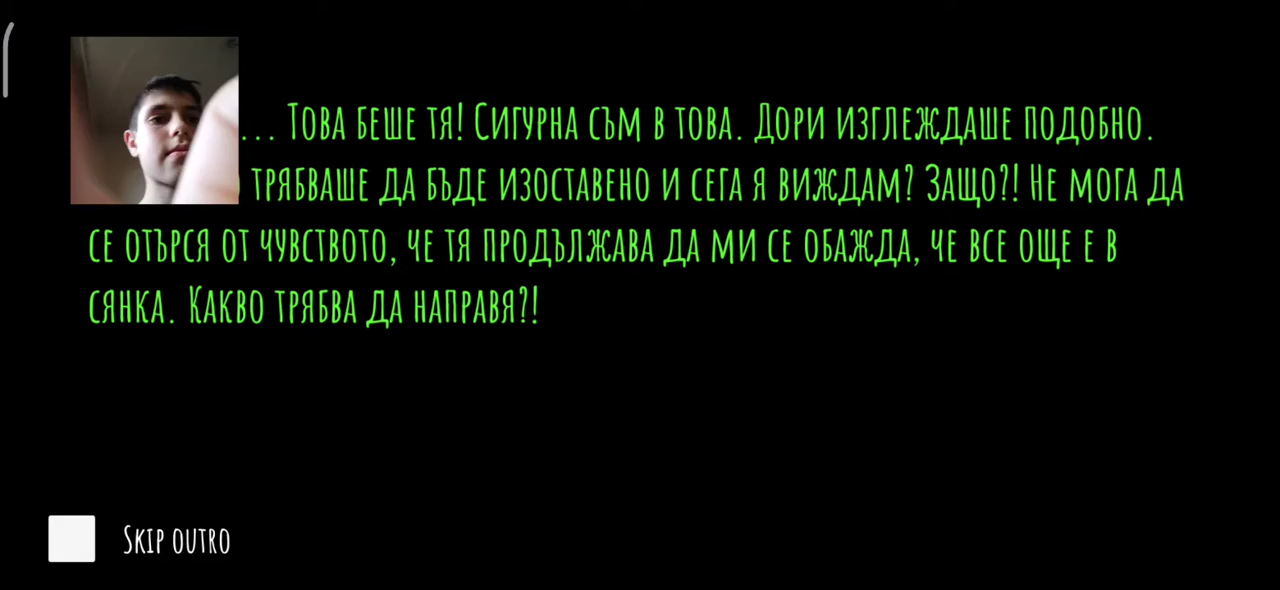 ... Това беше тя! Сигурна съм в това. Дори изглеждаше подобно.
трябваше да бъде изоставено и сега я виждам? Защо?! Не мога да
се отърся от чувството, че тя продължава да ми се обажда, че все още е в
сянка. Какво трябва да направя?!
Skip outro